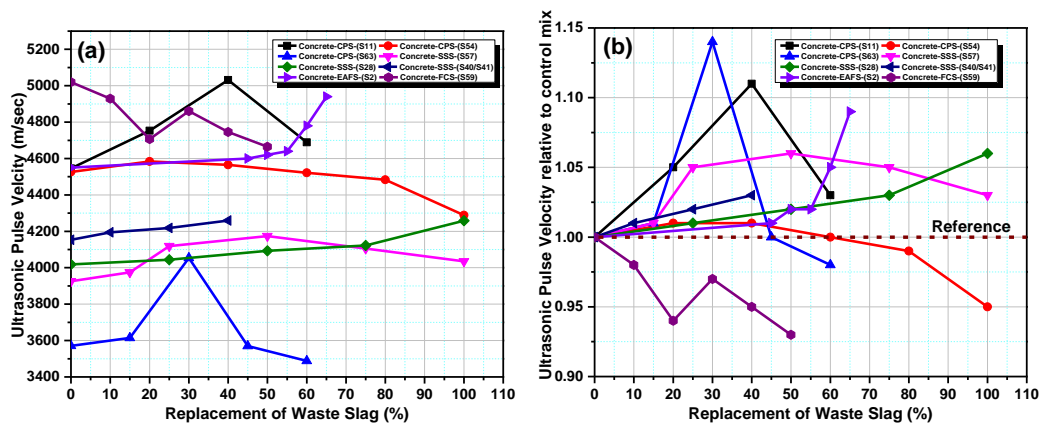 (a)
Concrete-CPS-(S11) Concrete-CPS-(S54)
Concrete-CPS-(S63) Concrete-SSS-(S57)
Concrete-SSS-(S28) Concrete-SSS-(S40/S41)
Concrete-EAFS-(S2) Concrete-FCS-(S59)
Ultrasonic Pulse Velcity (m/sec)
5200
5000
4800
4600
4400
4200
4000
3800
3600
3400
0 10 20 30 40 50 60 70 80 90 100 110
Replacement of Waste Slag (%)
(b)
Concrete-CPS-(S11) Concrete-CPS-(S54)
Concrete-CPS-(S63) Concrete-SSS-(S57)
Concrete-SSS-(S28) Concrete-SSS-(S40/S41)
Concrete-EAFS-(S2) Concrete-FCS-(S59)
Ultrasonic Pulse Velocity relative to control mix
1.15
1.10
1.05
1.00
0.95
0.90
Reference
0 10 20 30 40 50 60 70 80 90 100 110
Replacement of Waste Slag (%)